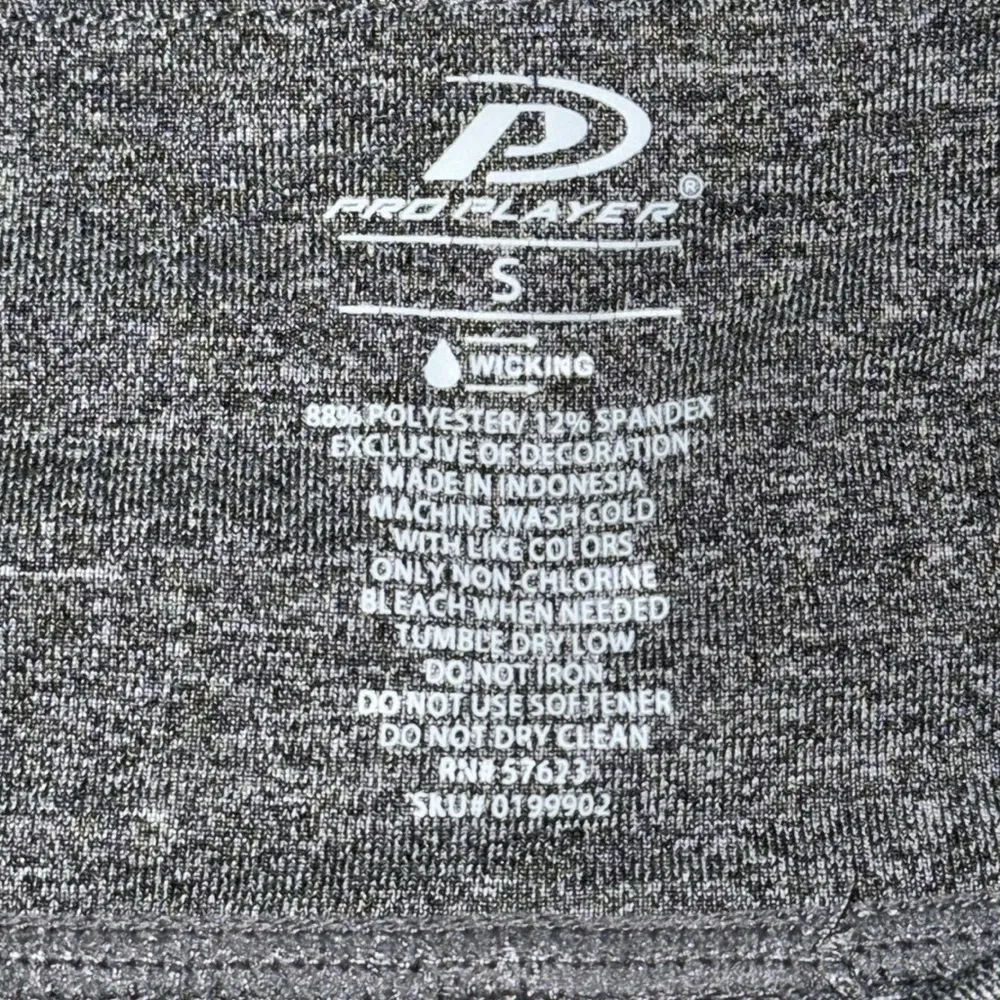 PRO PLAYER®
S
WICKING
88% POLYESTER/ 12% SPANDEX
EXCLUSIVE OF DECORATION
MADE IN INDONESIA
MACHINE WASH COLD
WITH LIKE COLORS
ONLY NON-CHLORINE
BLEACH WHEN NEEDED
TUMBLE DRY LOW
DO NOT IRON
DO NOT USE SOFTENER
DO NOT DRY CLEAN
RN# 57623
SKU# 0199902